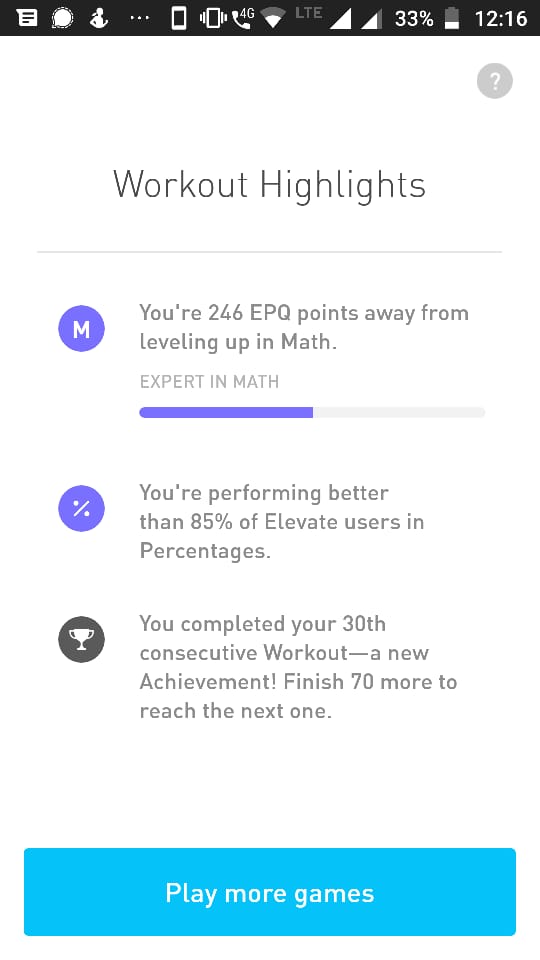 4G LTE 33% 12:16
?
Workout Highlights
M
You're 246 EPQ points away from
leveling up in Math.
EXPERT IN MATH
%
You're performing better
than 85% of Elevate users in
Percentages.
You completed your 30th
consecutive Workout—a new
Achievement! Finish 70 more to
reach the next one.
Play more games